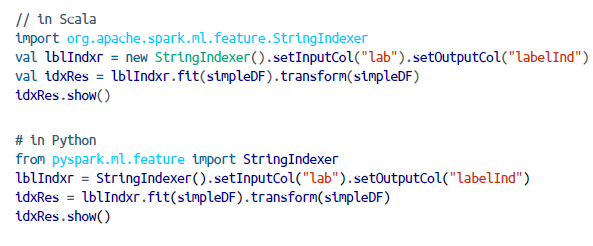 // in Scala
import org.apache.spark.ml.feature.StringIndexer
val lblIndxr = new StringIndexer().setInputCol("lab").setOutputCol("labelInd")
val idxRes = lblIndxr.fit(simpleDF).transform(simpleDF)
idxRes.show()
# in Python
from pyspark.ml.feature import StringIndexer
lblIndxr = StringIndexer().setInputCol("lab").setOutputCol("labelInd")
idxRes = lblIndxr.fit(simpleDF).transform(simpleDF)
idxRes.show()